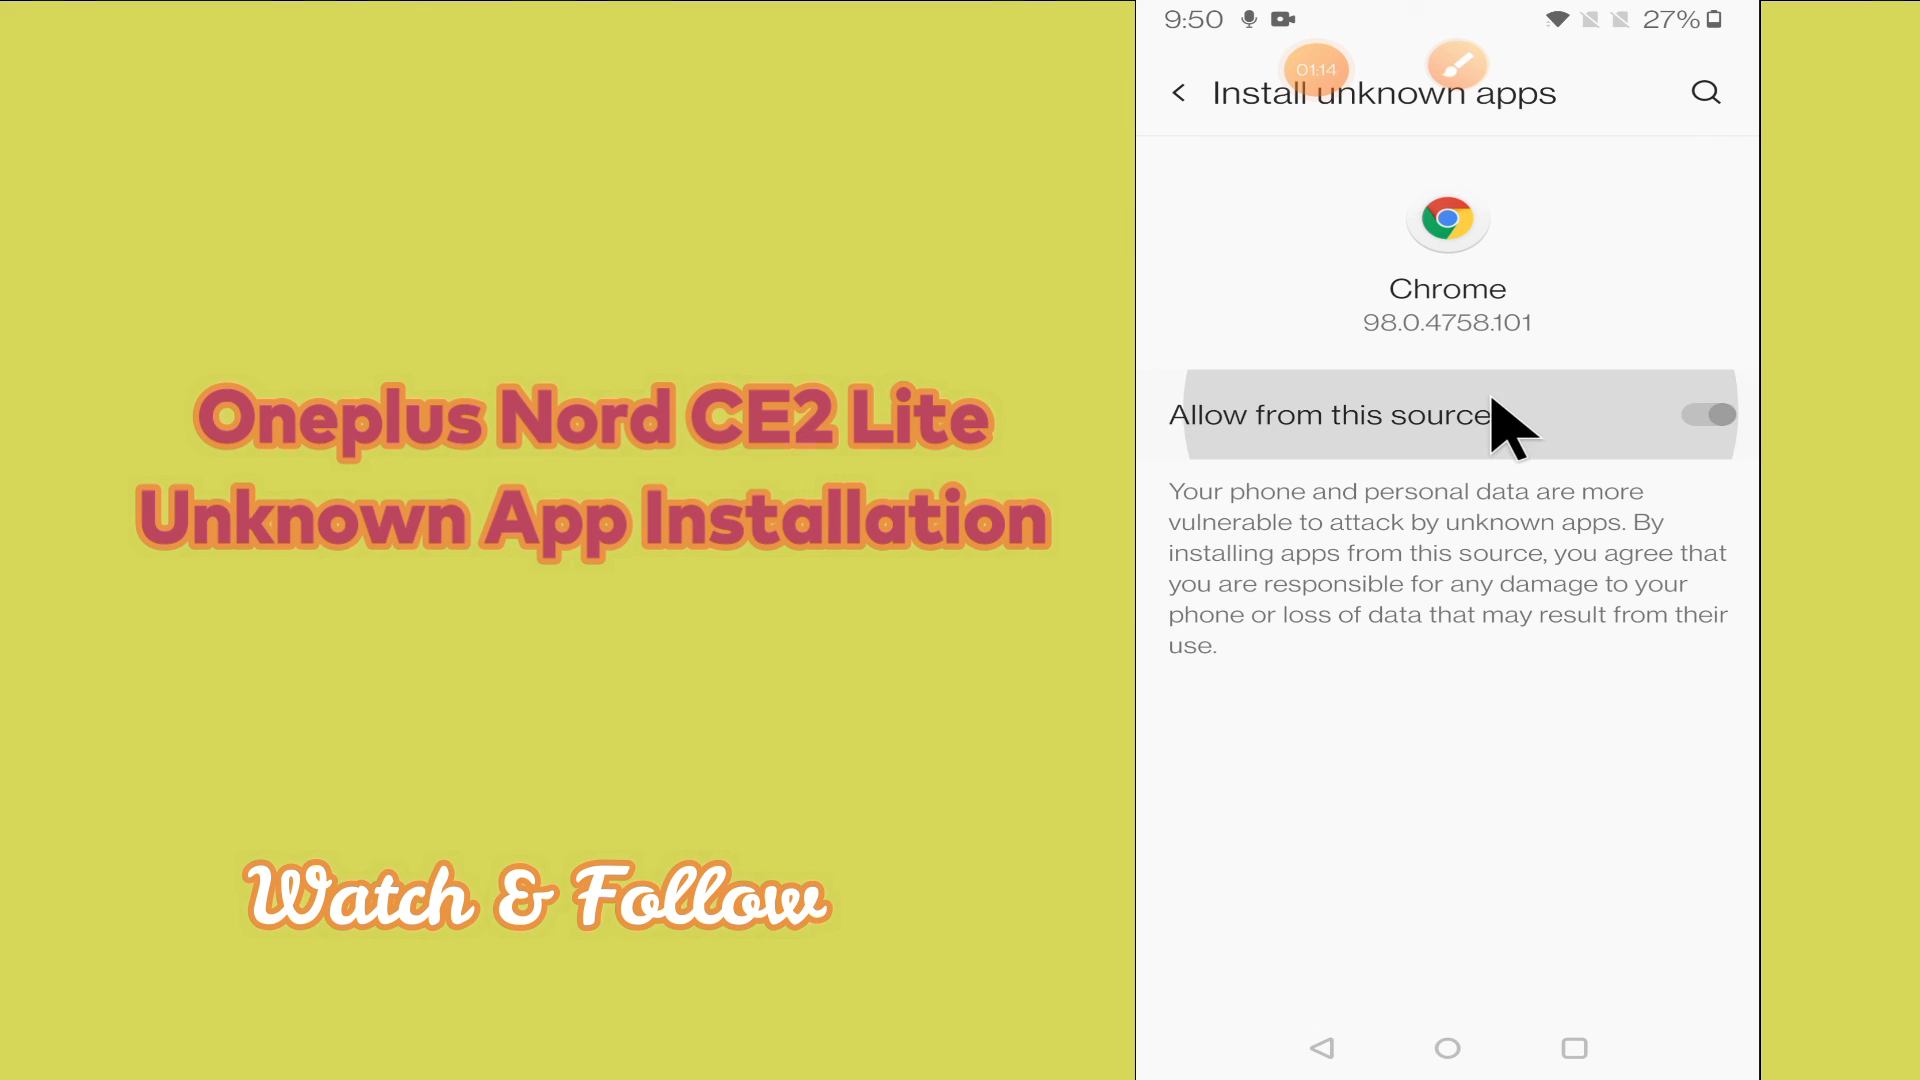 Oneplus Nord CE2 Lite
Unknown App Installation
Watch & Follow
9:50
27%
01:14
Install unknown apps
Chrome
98.0.4758.101
Allow from this source
Your phone and personal data are more
vulnerable to attack by unknown apps. By
installing apps from this source, you agree that
you are responsible for any damage to your
phone or loss of data that may result from their
use.